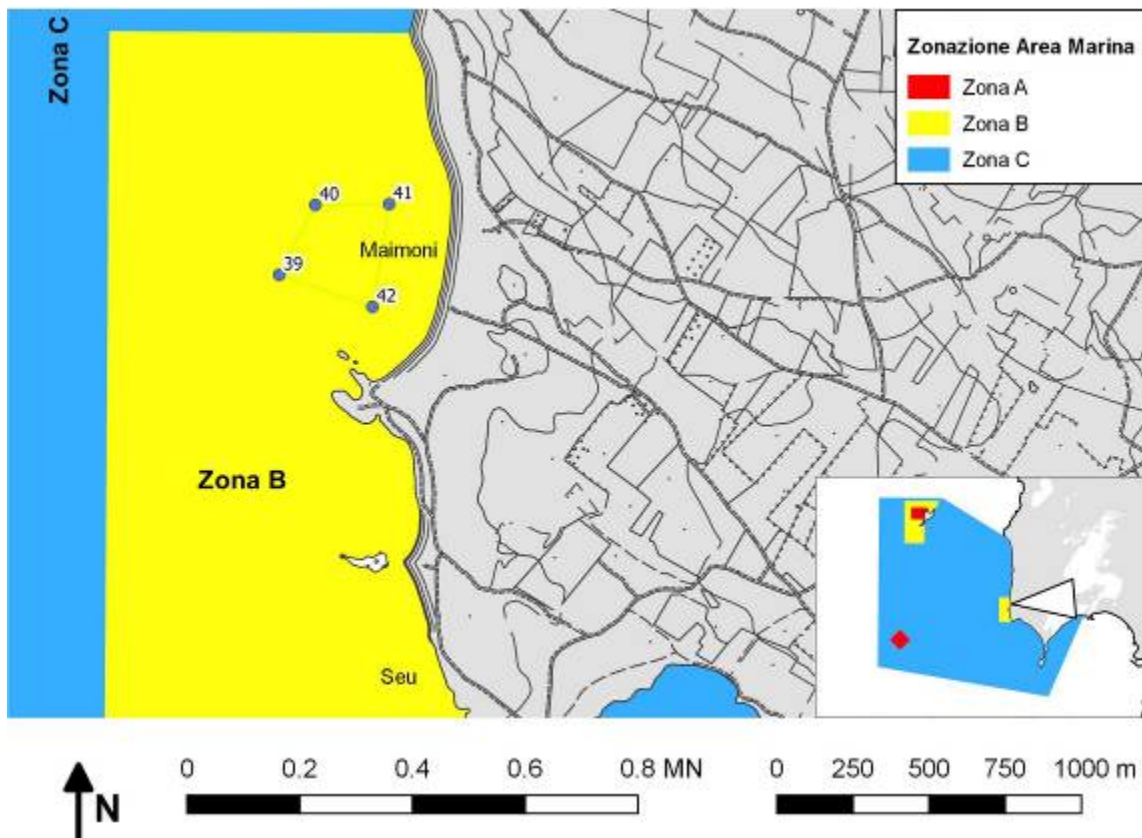 Zona C
Zonazione Area Marina
Zona A
Zona B
Zona C
40
41
Maimoni
39
42
Zona B
Seu
N
0 0.2 0.4 0.6 0.8 MN
0 250 500 750 1000 m